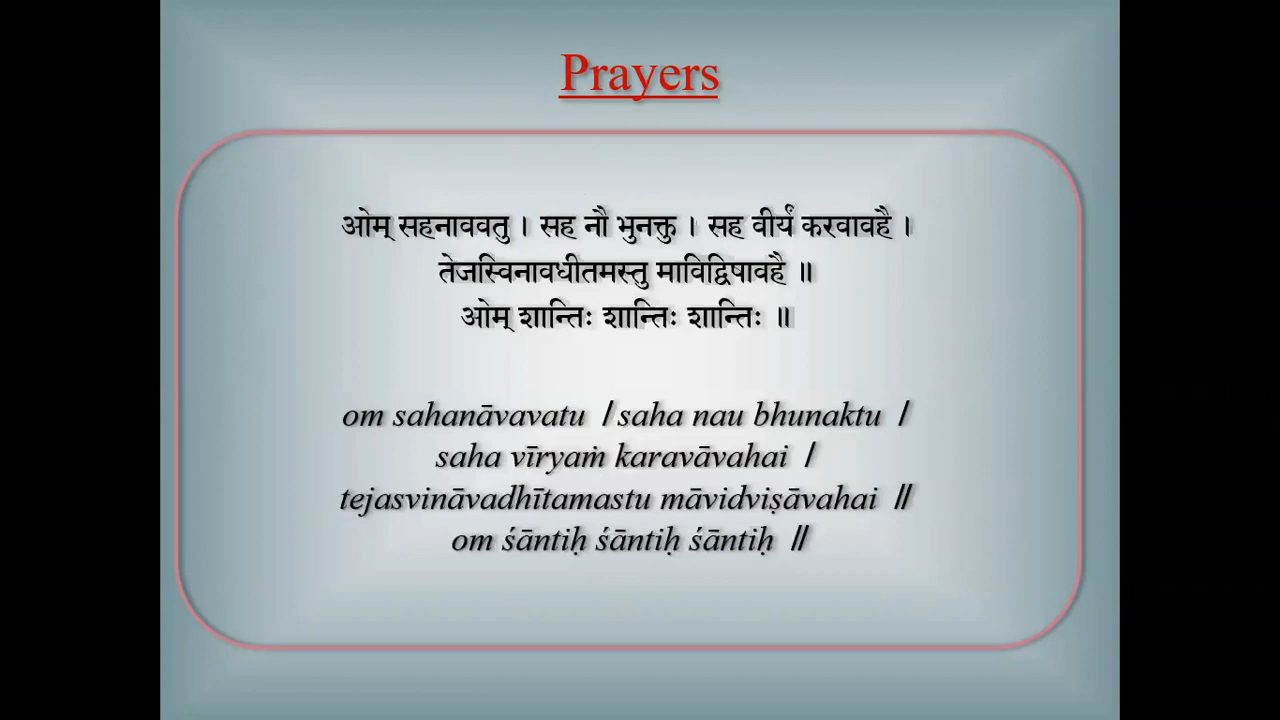 Prayers
ओम् सहनाववतु । सह नौ भुनक्तु । सह वीर्यं करवावहै ।
तेजस्विनावधीतमस्तु माविद्विषावहै ॥
ओम् शान्तिः शान्तिः शान्तिः ॥
om sahanāvavatu । saha nau bhunaktu ।
saha vīryaṁ karavāvahai ।
tejasvināvadhītamastu māvidviṣāvahai ॥
om śāntiḥ śāntiḥ śāntiḥ ॥